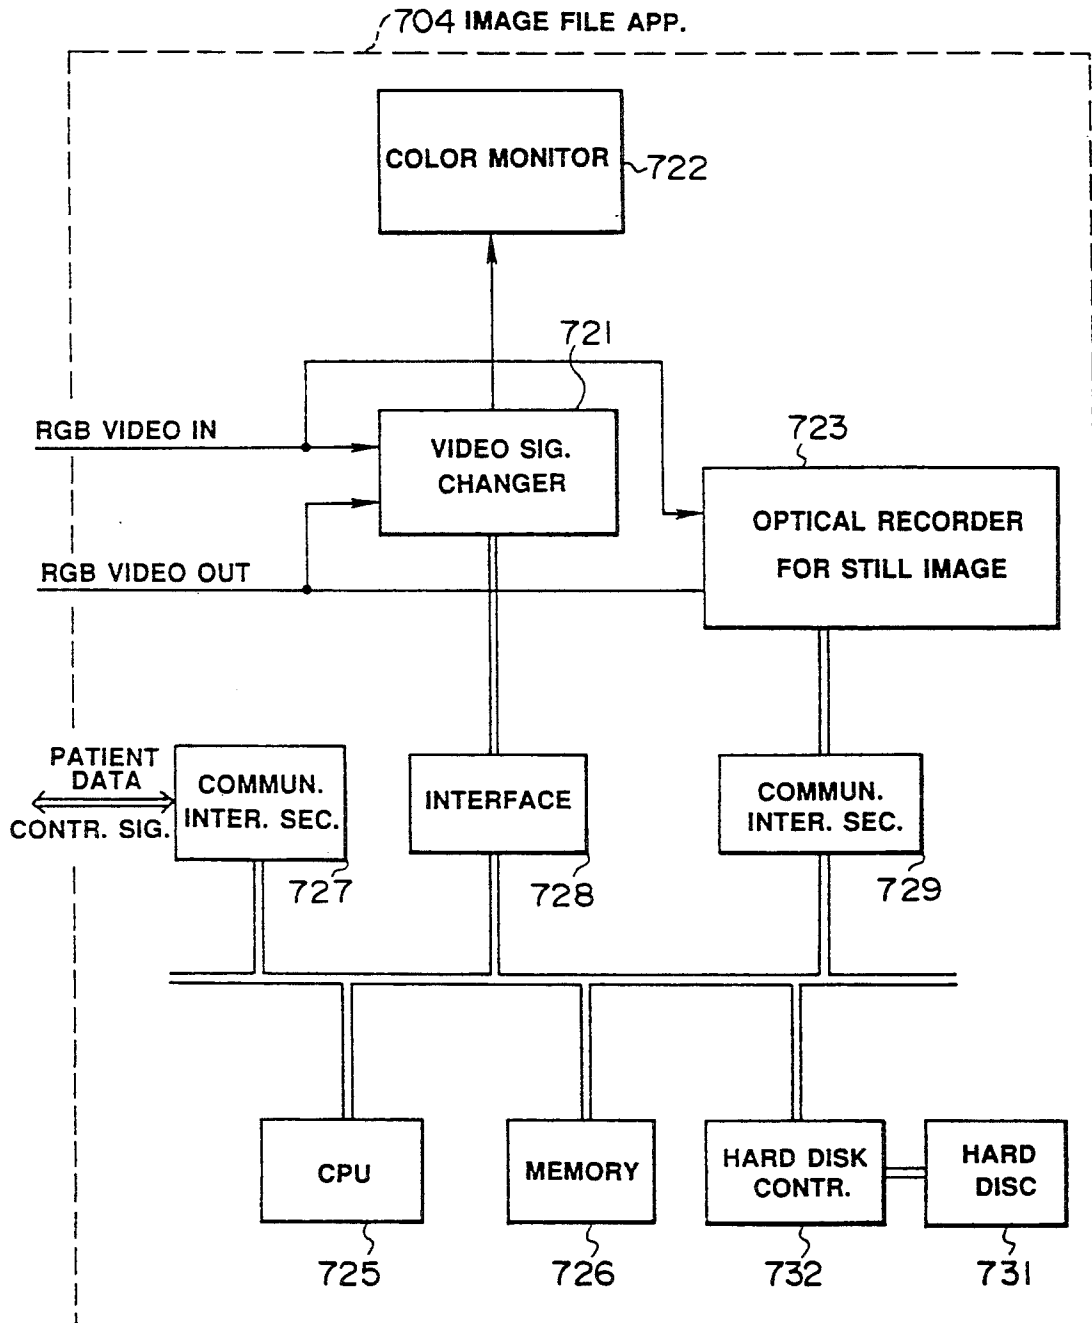 704 IMAGE FILE APP.
COLOR MONITOR
722
721
RGB VIDEO IN
VIDEO SIG.
CHANGER
723
OPTICAL RECORDER
FOR STILL IMAGE
RGB VIDEO OUT
PATIENT
DATA
CONTR. SIG.
COMMUN.
INTER. SEC.
727
INTERFACE
728
COMMUN.
INTER. SEC.
729
CPU
725
MEMORY
726
HARD DISK
CONTR.
732
HARD
DISC
731